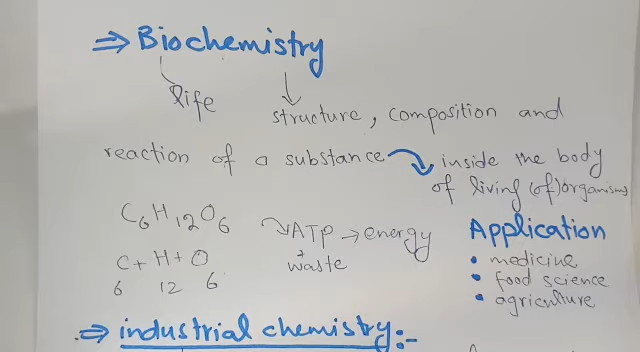 ⇒ Biochemistry
life
structure, composition and
reaction of a substance
inside the body
of living (of) organisms
C6H12O6
ATP → energy
+
waste
C + H + O
6 12 6
Application
• medicine
• food science
• agriculture
⇒ industrial chemistry:-